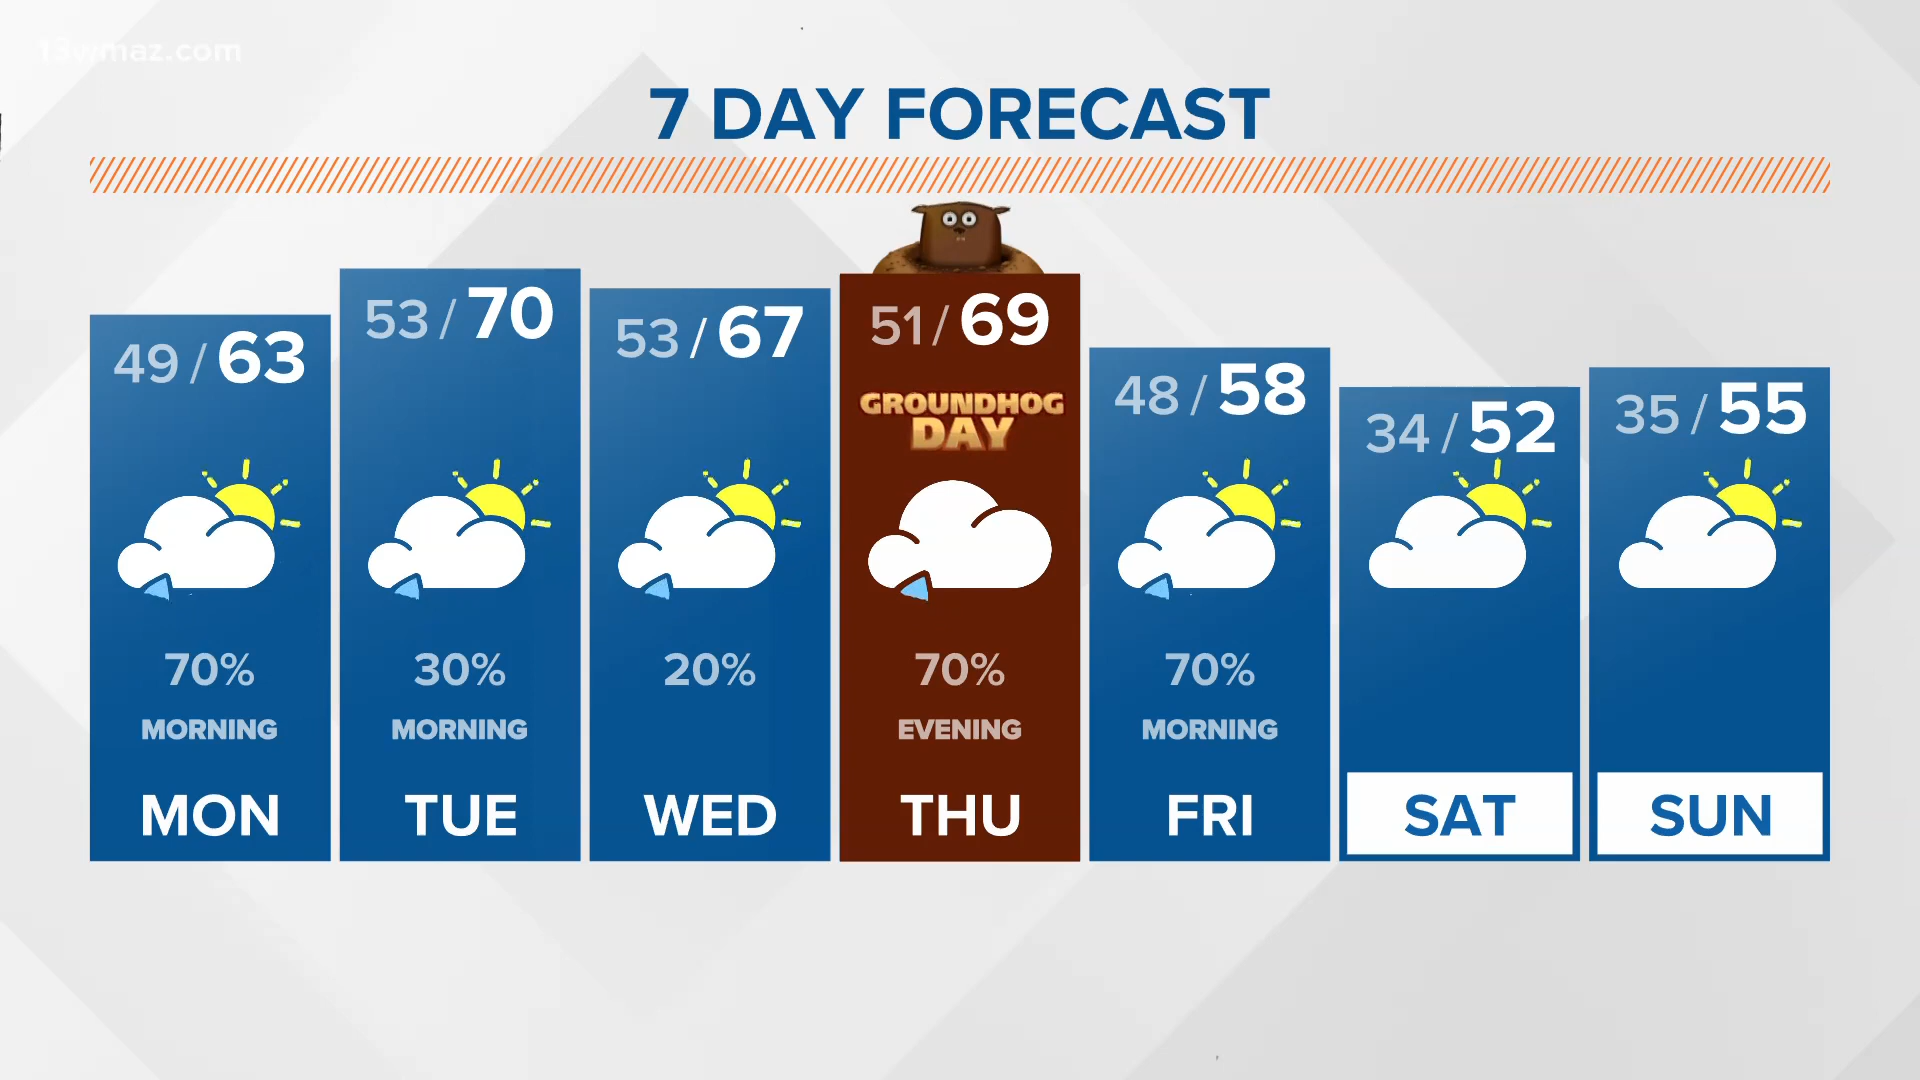 13wmaz.com
7 DAY FORECAST
49 / 63
70%
MORNING
MON
53 / 70
30%
MORNING
TUE
53 / 67
20%
WED
51 / 69
GROUNDHOG
DAY
70%
EVENING
THU
48 / 58
70%
MORNING
FRI
34 / 52
SAT
35 / 55
SUN